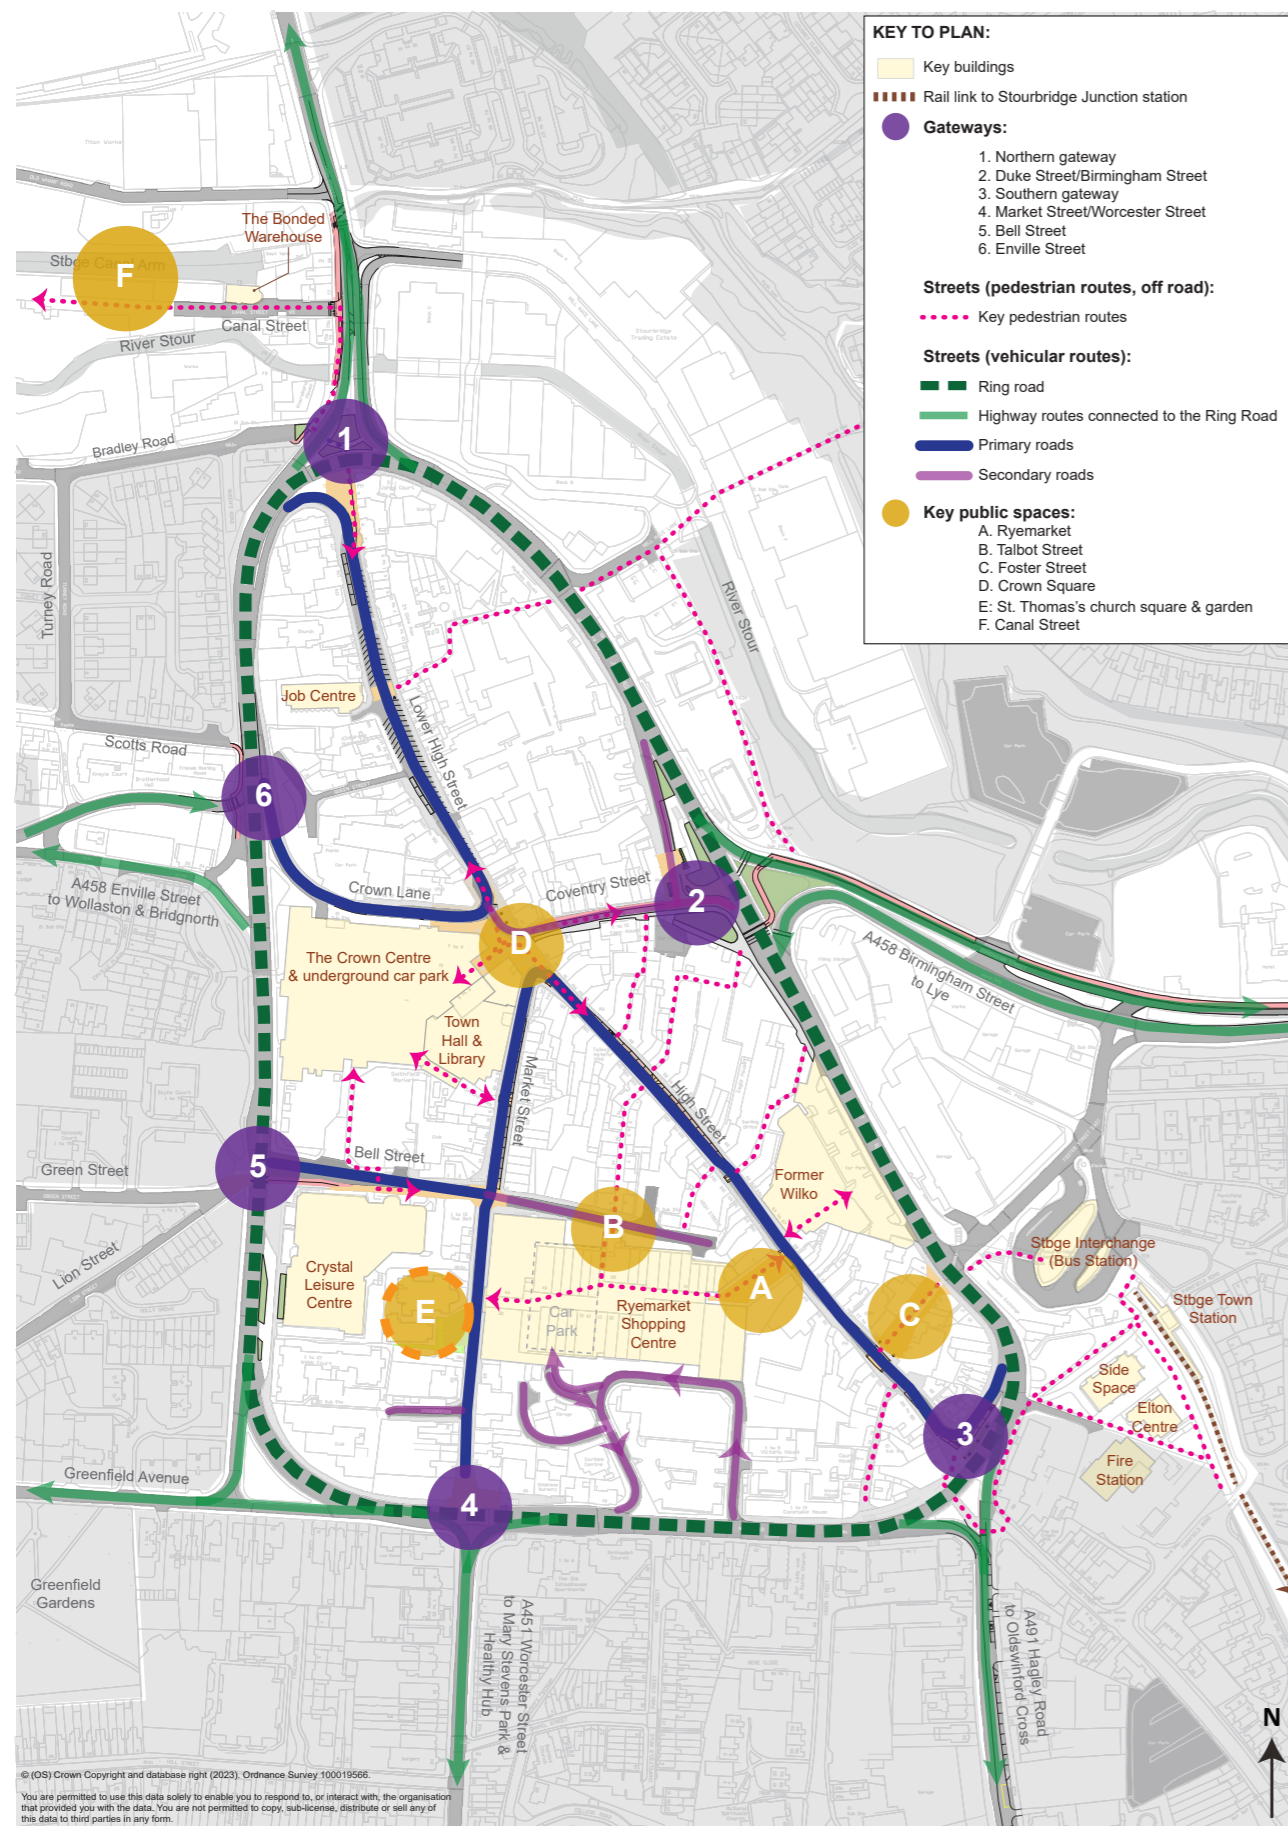 KEY TO PLAN:
Key buildings
Rail link to Stourbridge Junction station
Gateways:
1. Northern gateway
2. Duke Street/Birmingham Street
3. Southern gateway
4. Market Street/Worcester Street
5. Bell Street
6. Enville Street
Streets (pedestrian routes, off road):
Key pedestrian routes
Streets (vehicular routes):
Ring road
Highway routes connected to the Ring Road
Primary roads
Secondary roads
Key public spaces:
A. Ryemarket
B. Talbot Street
C. Foster Street
D. Crown Square
E: St. Thomas's church square & garden
F. Canal Street
The Bonded
Warehouse
Stbge Canal Arm
F
Canal Street
River Stour
Bradley Road
1
Turney Road
River Stour
Job Centre
Lower High Street
Scotts Road
6
Crown Lane
Coventry Street
2
A458 Enville Street
to Wollaston & Bridgnorth
D
A458 Birmingham Street
to Lye
The Crown Centre
& underground car park
Town
Hall &
Library
Market Street
High Street
Bell Street
5
Green Street
GREEN STREET
Former
Wilko
B
Lion Street
Crystal
Leisure
Centre
E
Car
Park
Ryemarket
Shopping
Centre
A
C
Stbge Interchange
(Bus Station)
Stbge Town
Station
Side
Space
Elton
Centre
Fire
Station
3
Greenfield Avenue
4
Greenfield
Gardens
A451 Worcester Street
to Mary Stevens Park &
Healthy Hub
A491 Hagley Road
to Oldswinford Cross
N
© (OS) Crown Copyright and database right (2023). Ordnance Survey 100019566.
You are permitted to use this data solely to enable you to respond to, or interact with, the organisation
that provided you with the data. You are not permitted to copy, sub-license, distribute or sell any of
this data to third parties in any form.